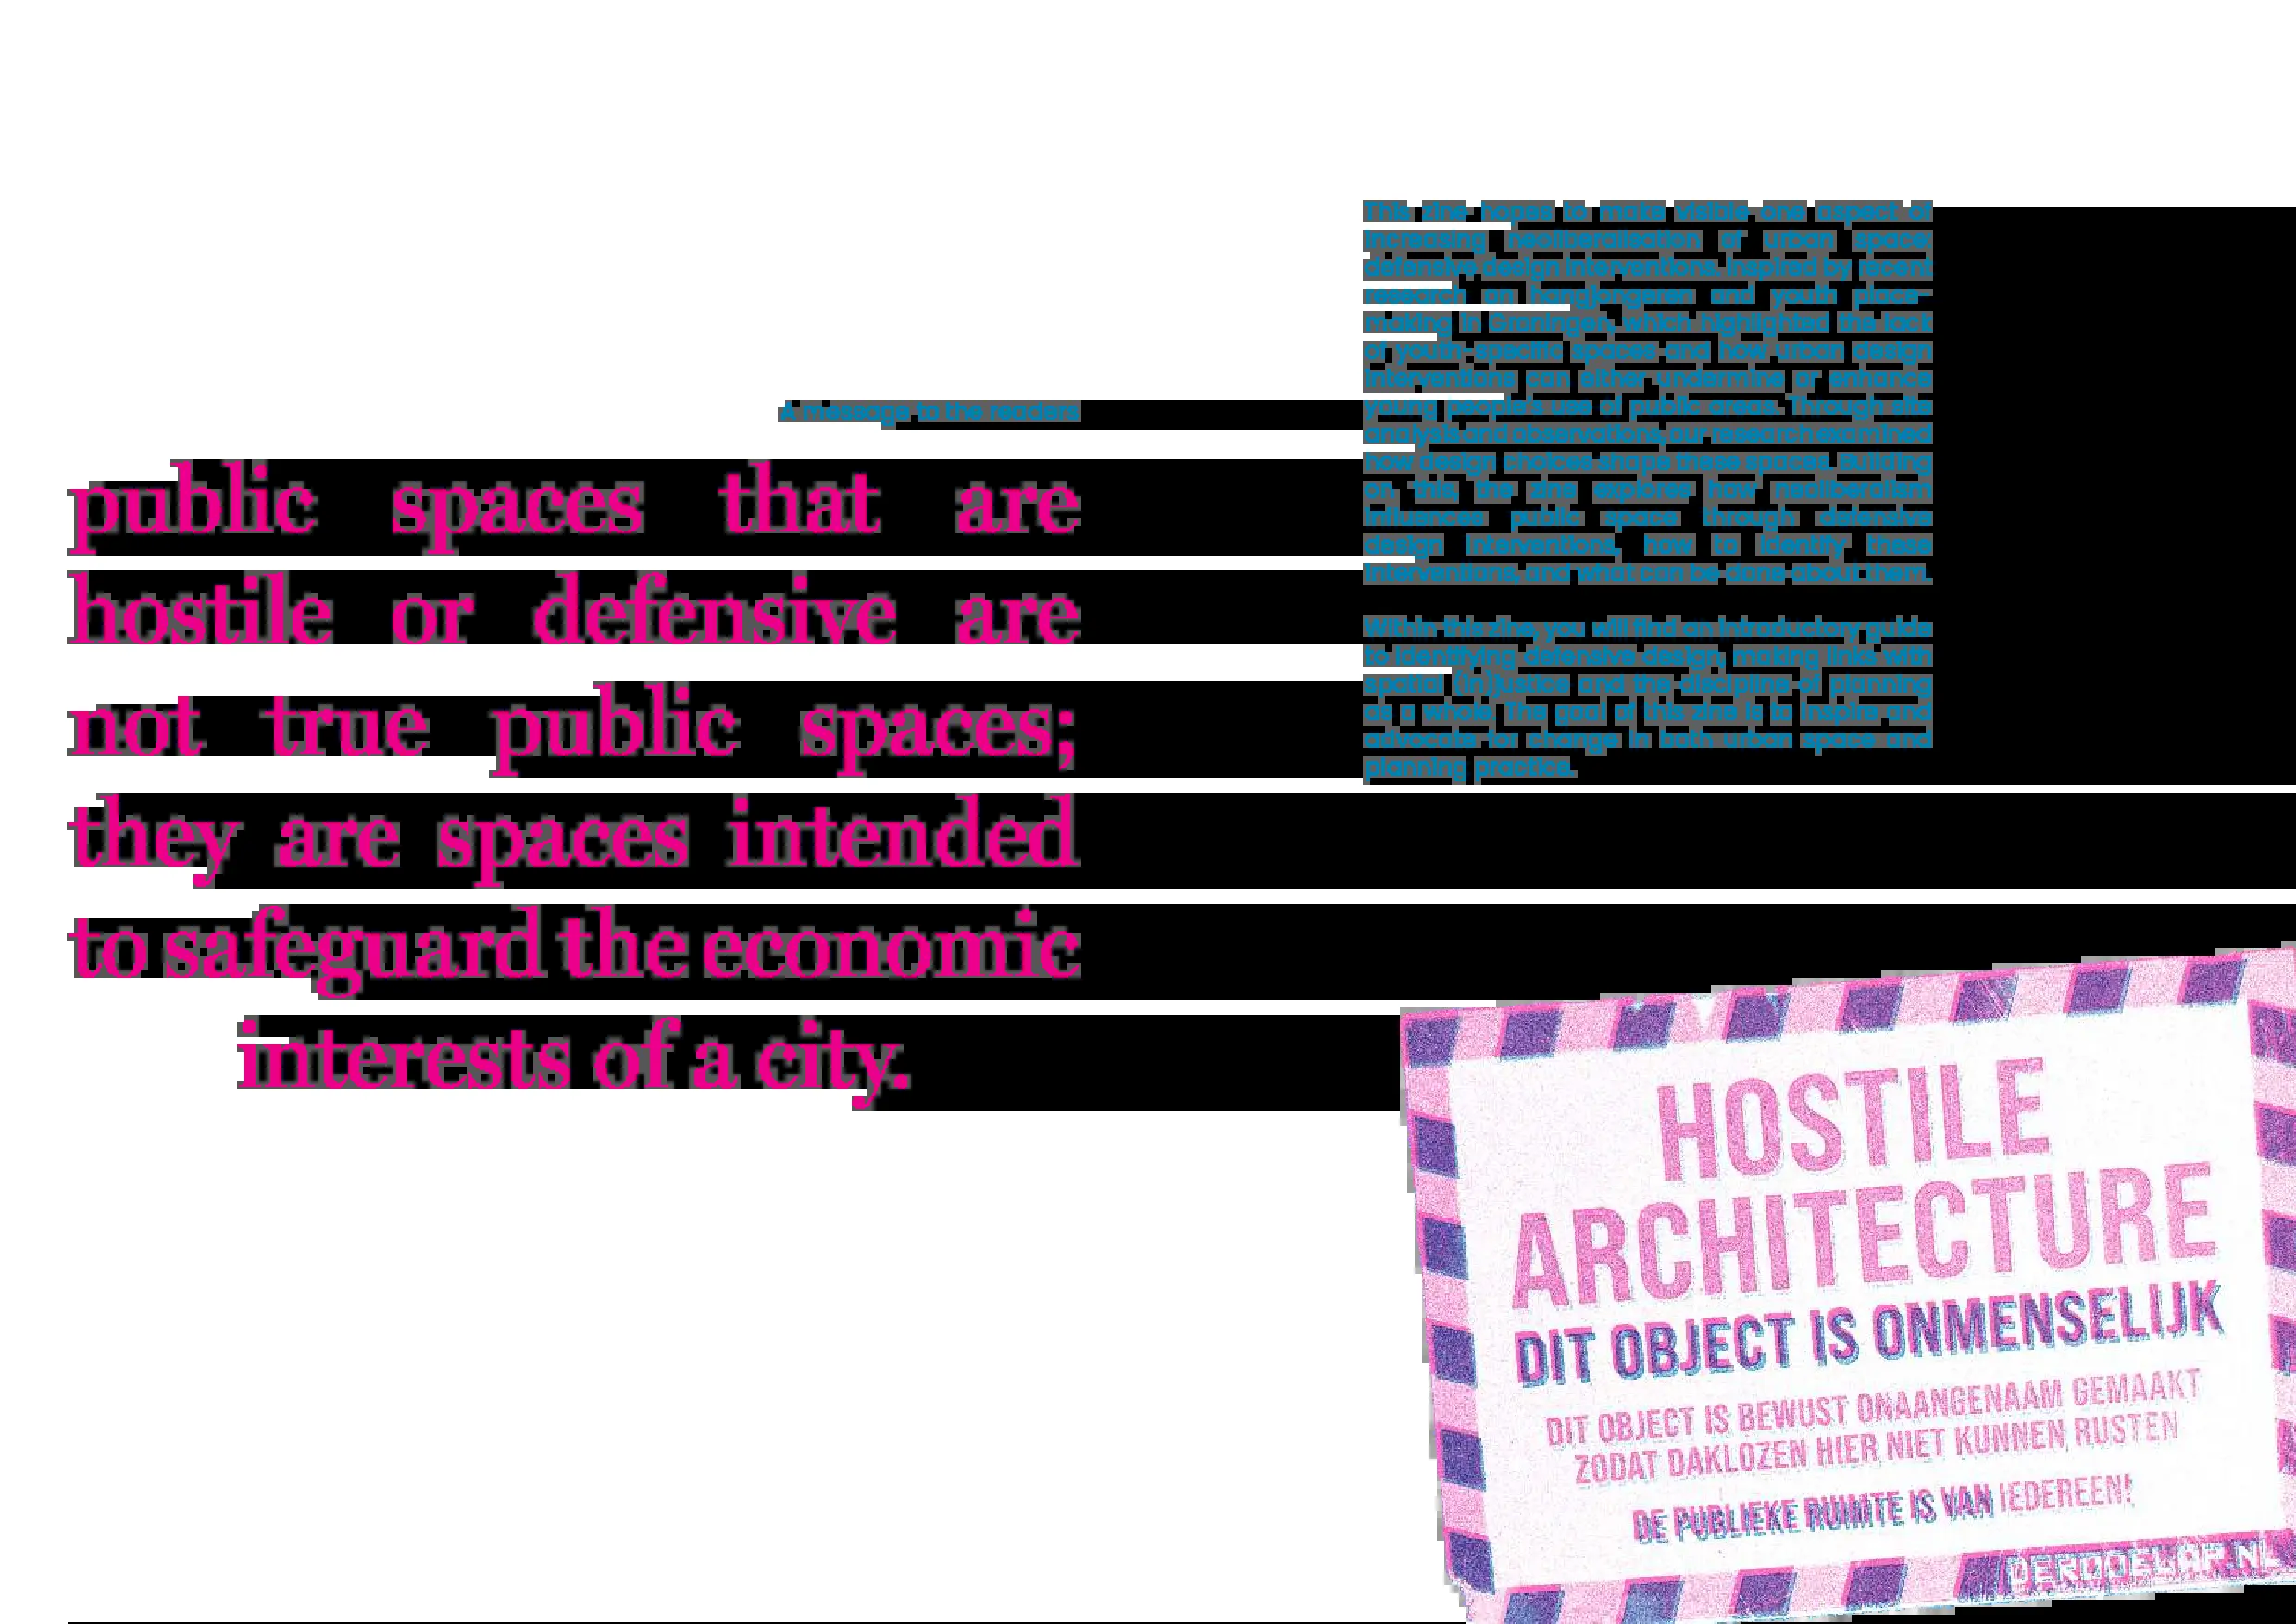 A message to the readers
public spaces that are
hostile or defensive are
not true public spaces;
they are spaces intended
to safeguard the economic
interests of a city.
This zine hopes to make visible one aspect of
increasing neoliberalisation of urban space:
defensive design interventions. Inspired by recent
research on hangjongeren and youth place-
making in Groningen, which highlighted the lack
of youth-specific spaces and how urban design
interventions can either undermine or enhance
young people's use of public areas. Through site
analysis and observations, our research examined
how design choices shape these spaces. Building
on this, the zine explores how neoliberalism
influences public space through defensive
design interventions, how to identify these
interventions, and what can be done about them.
Within this zine, you will find an introductory guide
to identifying defensive design, making links with
spatial (in)justice and the discipline of planning
as a whole. The goal of this zine is to inspire and
advocate for change in both urban space and
planning practice.
HOSTILE
ARCHITECTURE
DIT OBJECT IS ONMENSELIJK
DIT OBJECT IS BEWUST ONAANGENAAM GEMAAKT
ZODAT DAKLOZEN HIER NIET KUNNEN RUSTEN
DE PUBLIEKE RUIMTE IS VAN IEDEREEN!
DEROOELAP.NL